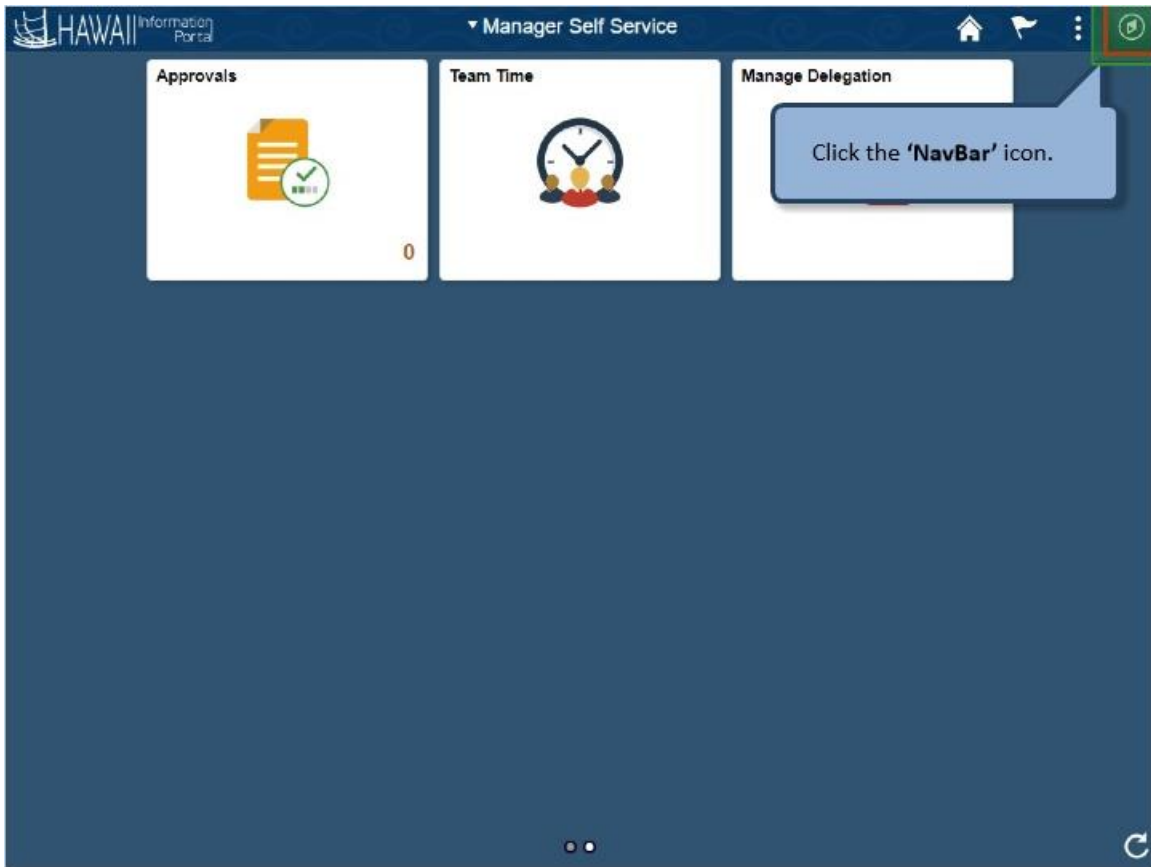 HAWAII Information
Portal
Manager Self Service
Approvals
Team Time
Manage Delegation
Click the ‘NavBar’ icon.
0